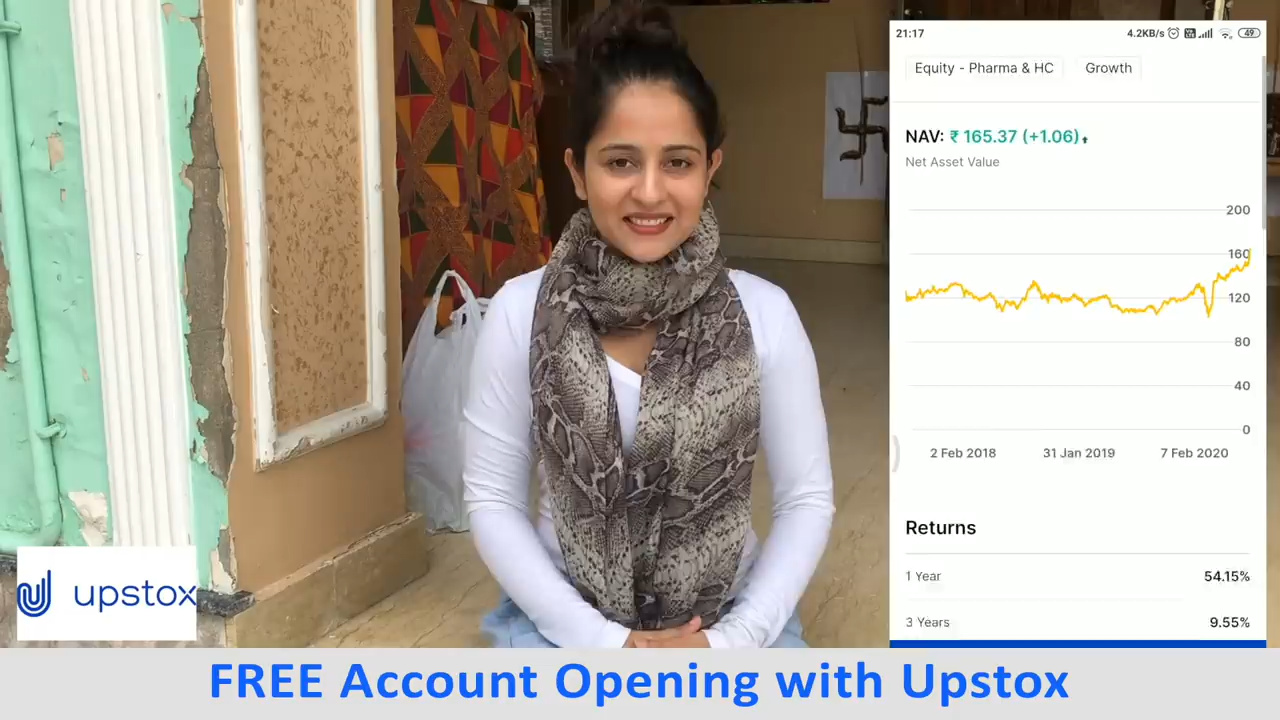 21:17
4.2KB/s
49
Equity - Pharma & HC
Growth
NAV: ₹ 165.37 (+1.06)
Net Asset Value
200
160
120
80
40
0
2 Feb 2018 31 Jan 2019 7 Feb 2020
Returns
1 Year 54.15%
3 Years 9.55%
upstox
FREE Account Opening with Upstox